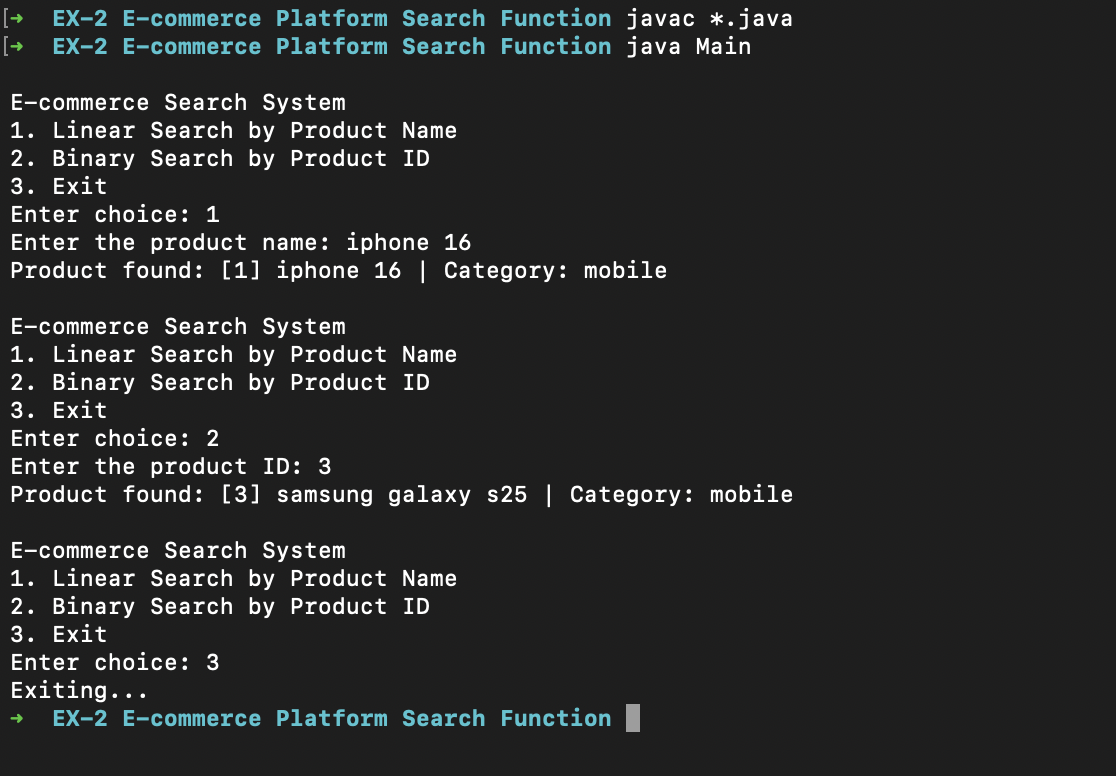 [➜  EX-2 E-commerce Platform Search Function javac *.java
[➜  EX-2 E-commerce Platform Search Function java Main
E-commerce Search System
1. Linear Search by Product Name
2. Binary Search by Product ID
3. Exit
Enter choice: 1
Enter the product name: iphone 16
Product found: [1] iphone 16 | Category: mobile
E-commerce Search System
1. Linear Search by Product Name
2. Binary Search by Product ID
3. Exit
Enter choice: 2
Enter the product ID: 3
Product found: [3] samsung galaxy s25 | Category: mobile
E-commerce Search System
1. Linear Search by Product Name
2. Binary Search by Product ID
3. Exit
Enter choice: 3
Exiting...
➜  EX-2 E-commerce Platform Search Function